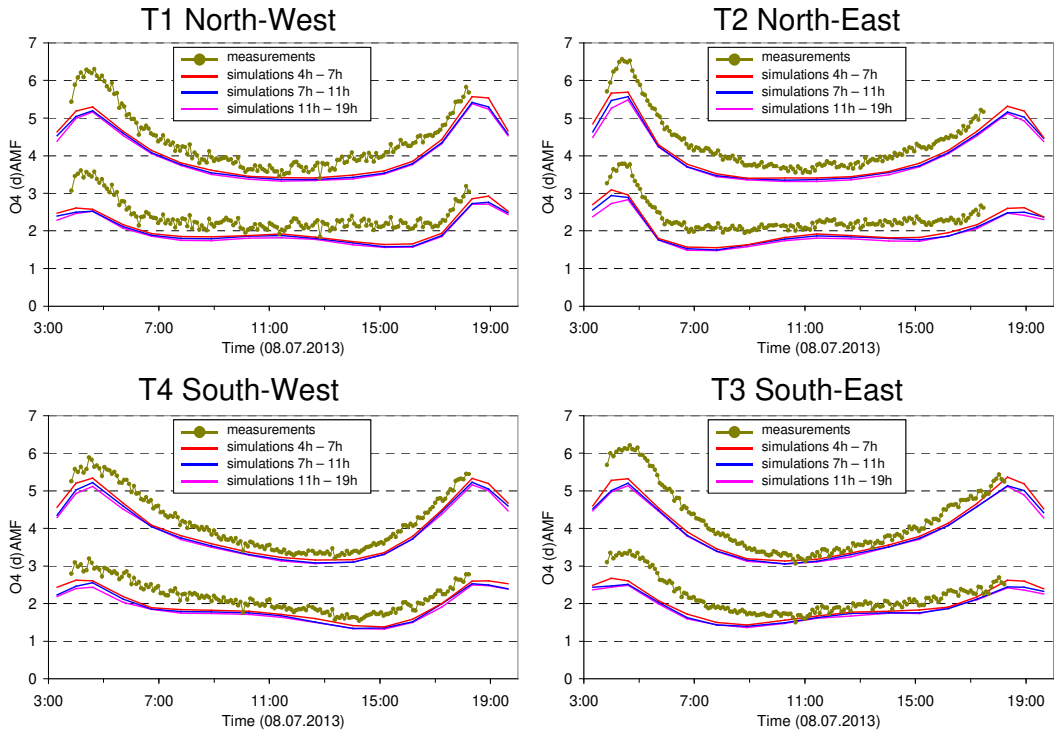 T1 North-West
7
6
5
4
3
2
1
0
O4 (d)AMF
measurements
simulations 4h – 7h
simulations 7h – 11h
simulations 11h – 19h
3:00 7:00 11:00 15:00 19:00
Time (08.07.2013)
T2 North-East
7
6
5
4
3
2
1
0
O4 (d)AMF
measurements
simulations 4h – 7h
simulations 7h – 11h
simulations 11h – 19h
3:00 7:00 11:00 15:00 19:00
Time (08.07.2013)
T4 South-West
7
6
5
4
3
2
1
0
O4 (d)AMF
measurements
simulations 4h – 7h
simulations 7h – 11h
simulations 11h – 19h
3:00 7:00 11:00 15:00 19:00
Time (08.07.2013)
T3 South-East
7
6
5
4
3
2
1
0
O4 (d)AMF
measurements
simulations 4h – 7h
simulations 7h – 11h
simulations 11h – 19h
3:00 7:00 11:00 15:00 19:00
Time (08.07.2013)